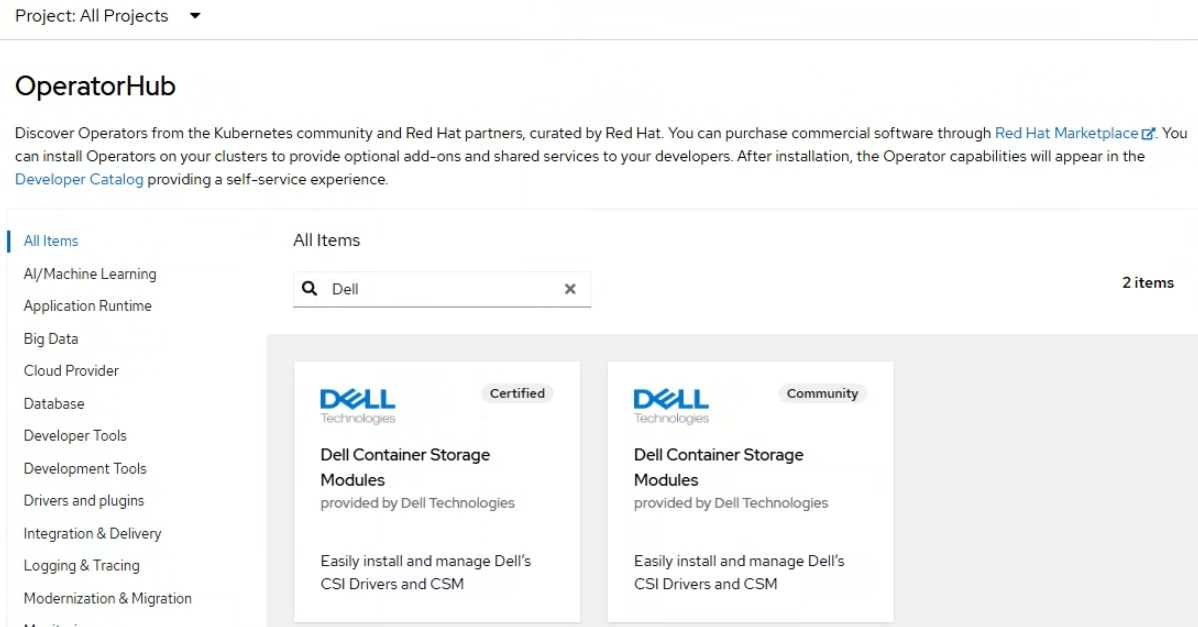 Project: All Projects
OperatorHub
Discover Operators from the Kubernetes community and Red Hat partners, curated by Red Hat. You can purchase commercial software through Red Hat Marketplace. You
can install Operators on your clusters to provide optional add-ons and shared services to your developers. After installation, the Operator capabilities will appear in the
Developer Catalog providing a self-service experience.
All Items
AI/Machine Learning
Application Runtime
Big Data
Cloud Provider
Database
Developer Tools
Development Tools
Drivers and plugins
Integration & Delivery
Logging & Tracing
Modernization & Migration
All Items
Dell
2 items
DELL
Technologies
Certified
Dell Container Storage
Modules
provided by Dell Technologies
Easily install and manage Dell's
CSI Drivers and CSM
DELL
Technologies
Community
Dell Container Storage
Modules
provided by Dell Technologies
Easily install and manage Dell's
CSI Drivers and CSM